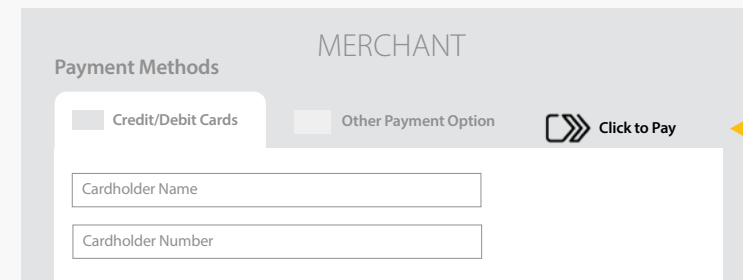 MERCHANT
Payment Methods
Credit/Debit Cards
Other Payment Option
Click to Pay
Cardholder Name
Cardholder Number